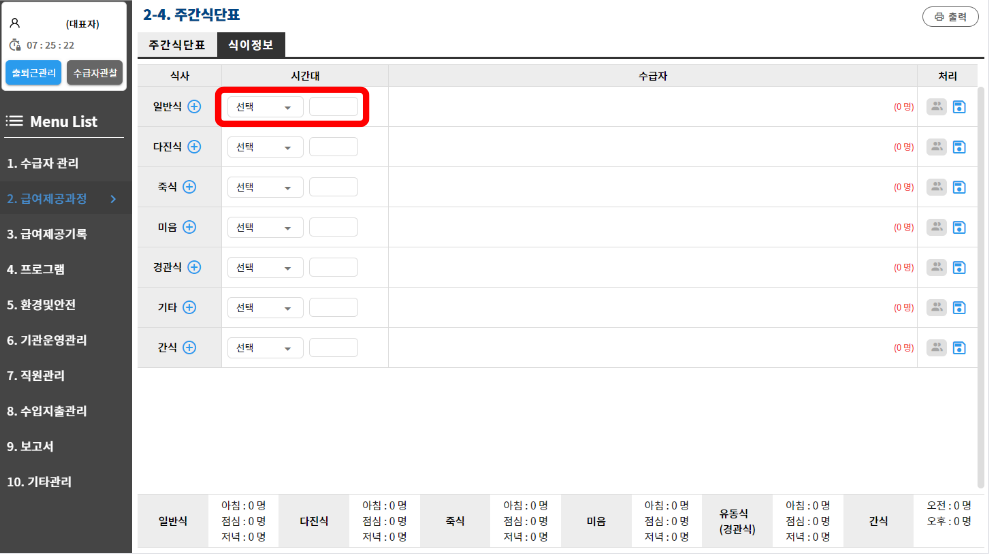 2-4. 주간식단표
출력
(대표자)
07 : 25 : 22
출퇴근관리
수급자관찰
주간식단표
식이정보
Menu List
1. 수급자 관리
2. 급여제공과정
3. 급여제공기록
4. 프로그램
5. 환경및안전
6. 기관운영관리
7. 직원관리
8. 수입지출관리
9. 보고서
10. 기타관리
식사 시간대 수급자 처리
일반식 선택 (0 명)
다진식 선택 (0 명)
죽식 선택 (0 명)
미음 선택 (0 명)
경관식 선택 (0 명)
기타 선택 (0 명)
간식 선택 (0 명)
일반식
아침 : 0 명
점심 : 0 명
저녁 : 0 명
다진식
아침 : 0 명
점심 : 0 명
저녁 : 0 명
죽식
아침 : 0 명
점심 : 0 명
저녁 : 0 명
미음
아침 : 0 명
점심 : 0 명
저녁 : 0 명
유동식
(경관식)
아침 : 0 명
점심 : 0 명
저녁 : 0 명
간식
오전 : 0 명
오후 : 0 명